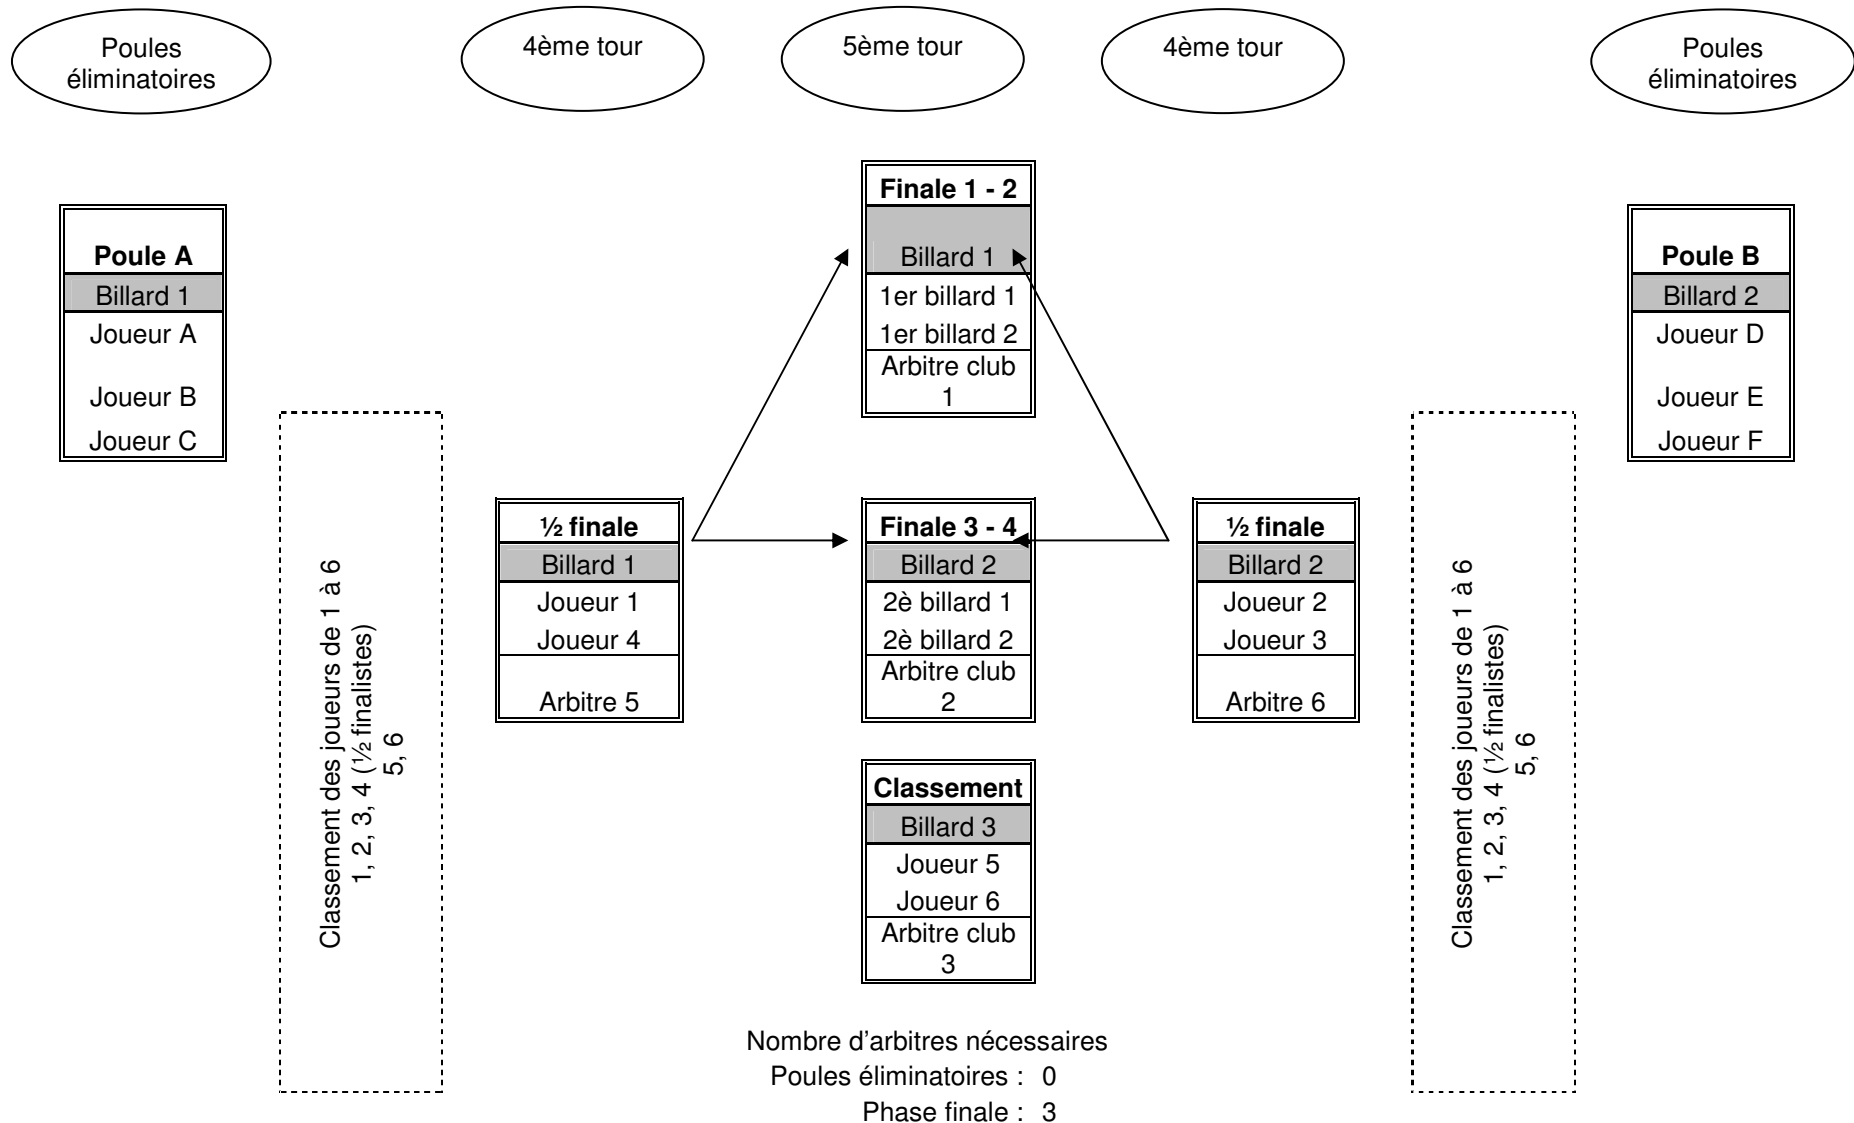 Poules
éliminatoires
4ème tour
5ème tour
4ème tour
Poules
éliminatoires
Poule A
Billard 1
Joueur A
Joueur B
Joueur C
Classement des joueurs de 1 à 6
1, 2, 3, 4 (½ finalistes)
5, 6
½ finale
Billard 1
Joueur 1
Joueur 4
Arbitre 5
Finale 1 - 2
Billard 1
1er billard 1
1er billard 2
Arbitre club
1
Finale 3 - 4
Billard 2
2è billard 1
2è billard 2
Arbitre club
2
Classement
Billard 3
Joueur 5
Joueur 6
Arbitre club
3
½ finale
Billard 2
Joueur 2
Joueur 3
Arbitre 6
Classement des joueurs de 1 à 6
1, 2, 3, 4 (½ finalistes)
5, 6
Poule B
Billard 2
Joueur D
Joueur E
Joueur F
Nombre d'arbitres nécessaires
Poules éliminatoires : 0
Phase finale : 3